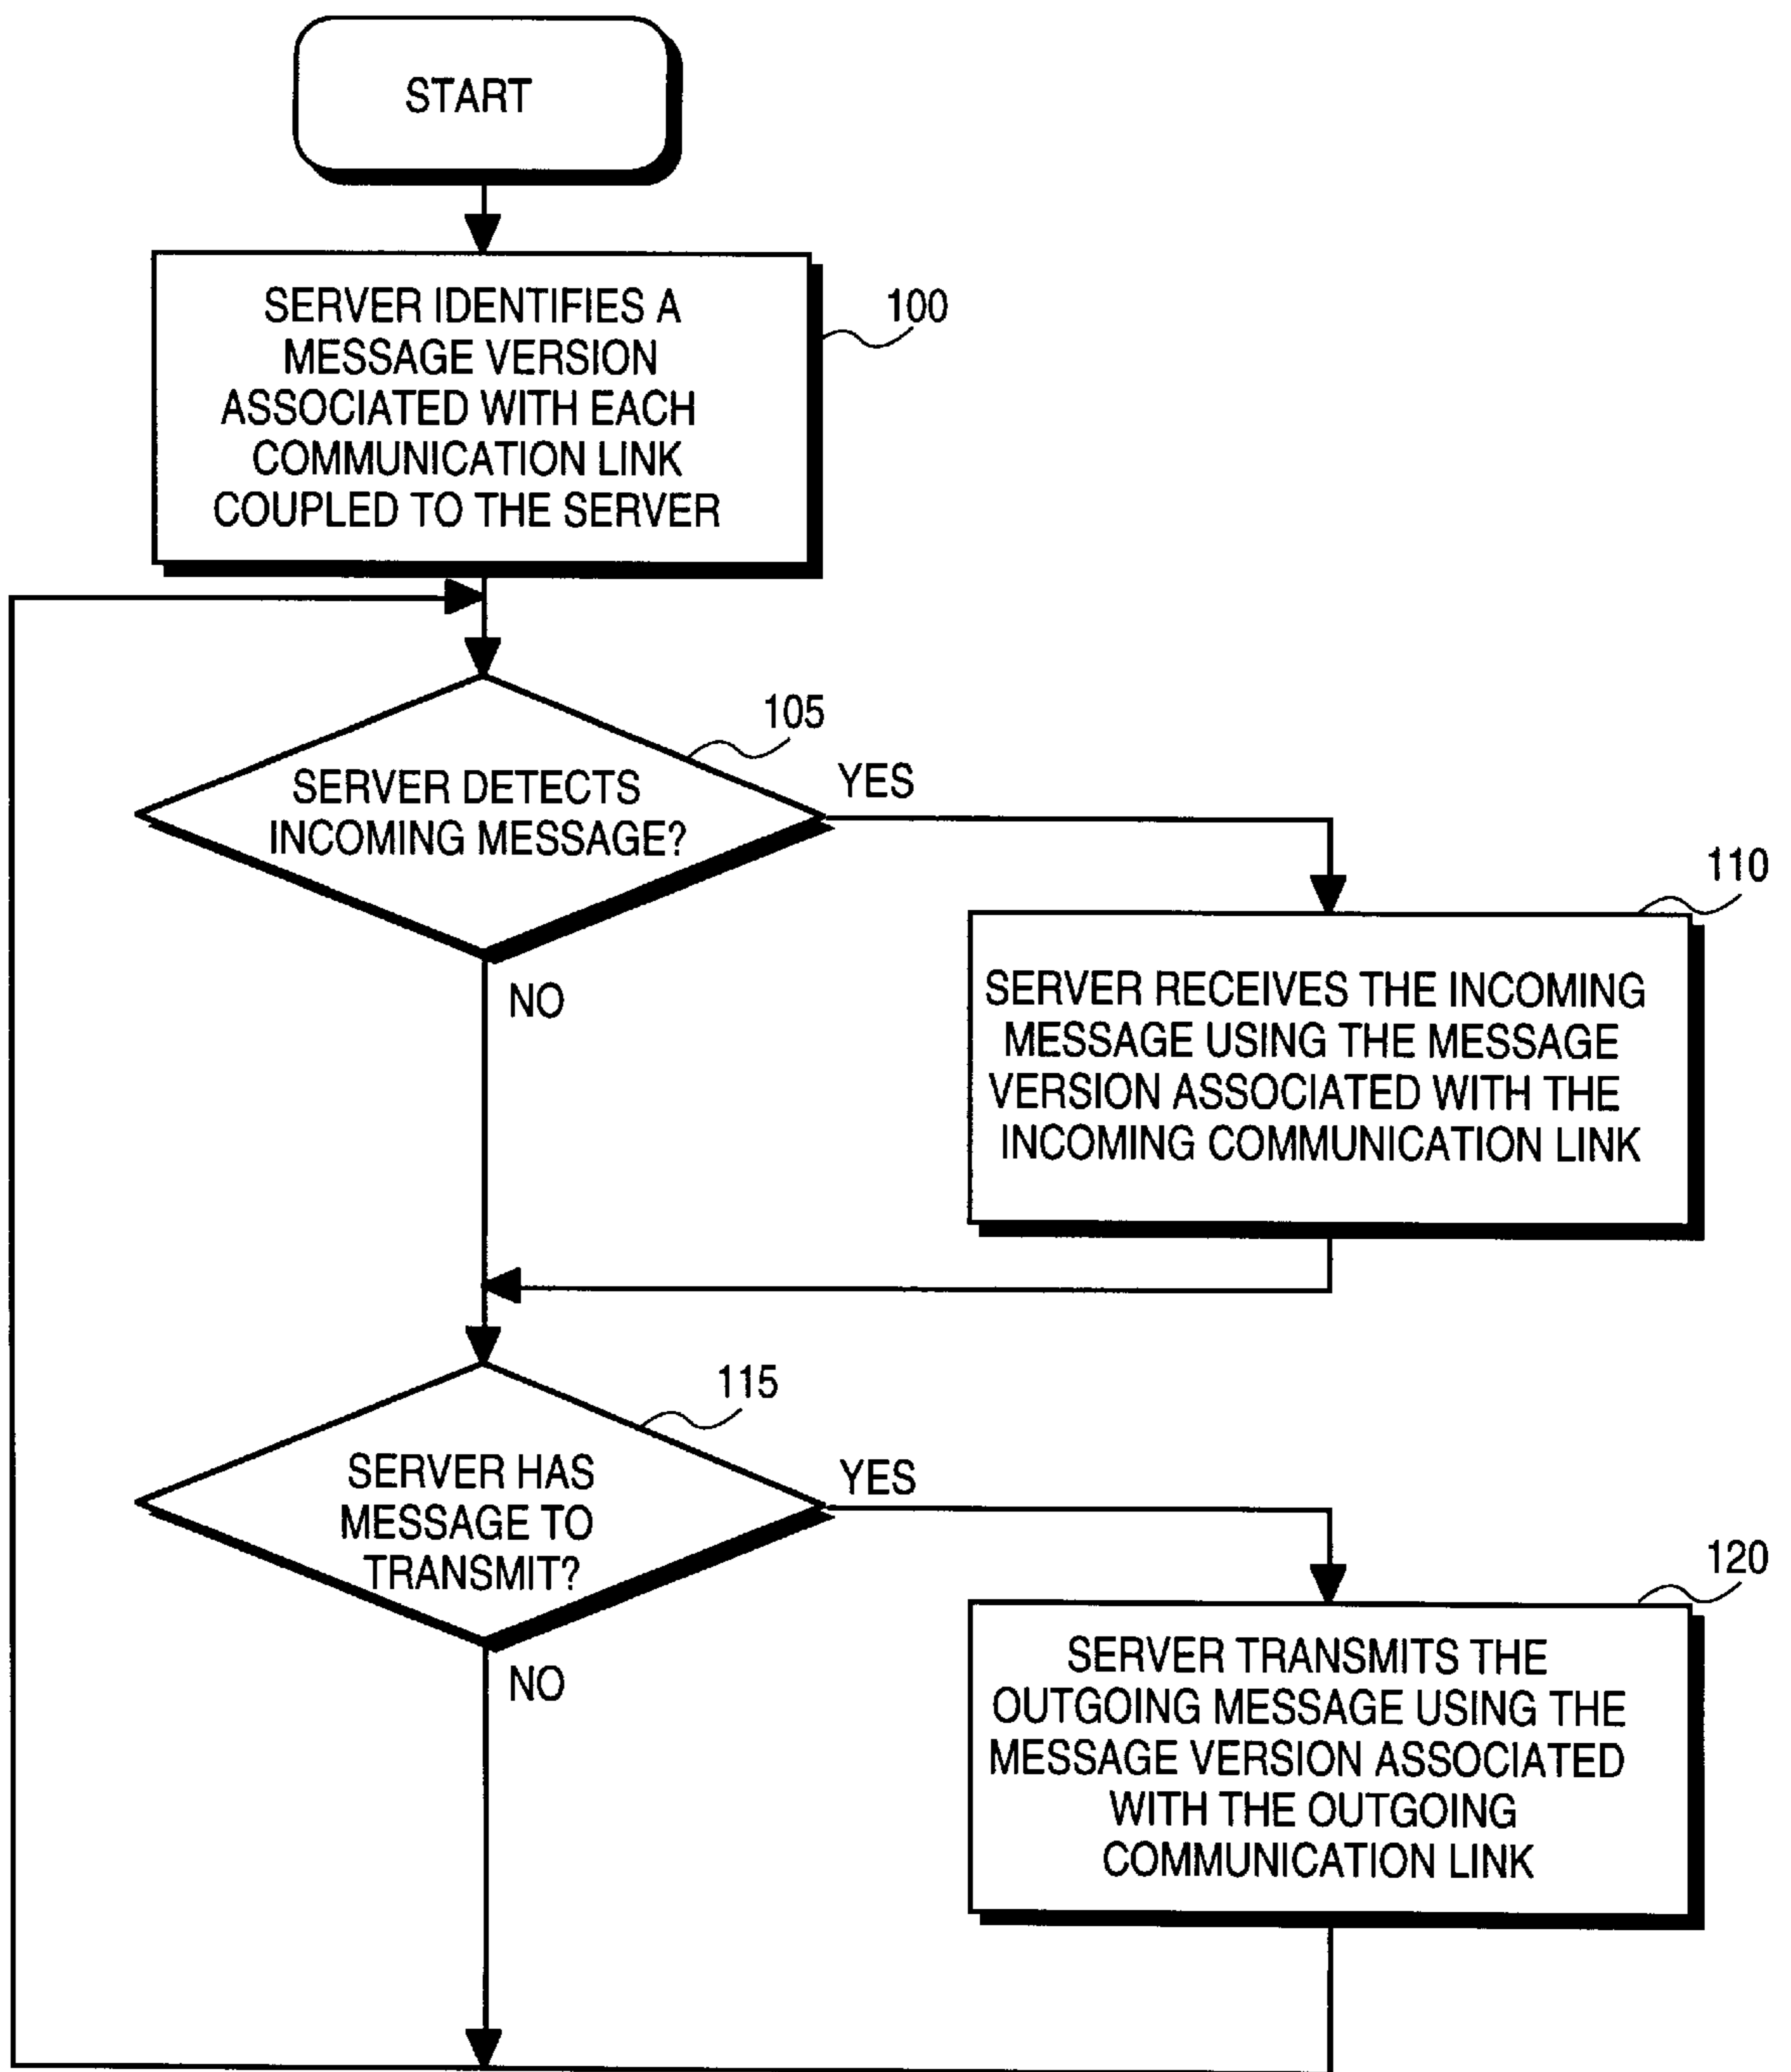 START
SERVER IDENTIFIES A
MESSAGE VERSION
ASSOCIATED WITH EACH
COMMUNICATION LINK
COUPLED TO THE SERVER
100
105
SERVER DETECTS
INCOMING MESSAGE?
YES
NO
110
SERVER RECEIVES THE INCOMING
MESSAGE USING THE MESSAGE
VERSION ASSOCIATED WITH THE
INCOMING COMMUNICATION LINK
115
SERVER HAS
MESSAGE TO
TRANSMIT?
YES
NO
120
SERVER TRANSMITS THE
OUTGOING MESSAGE USING THE
MESSAGE VERSION ASSOCIATED
WITH THE OUTGOING
COMMUNICATION LINK